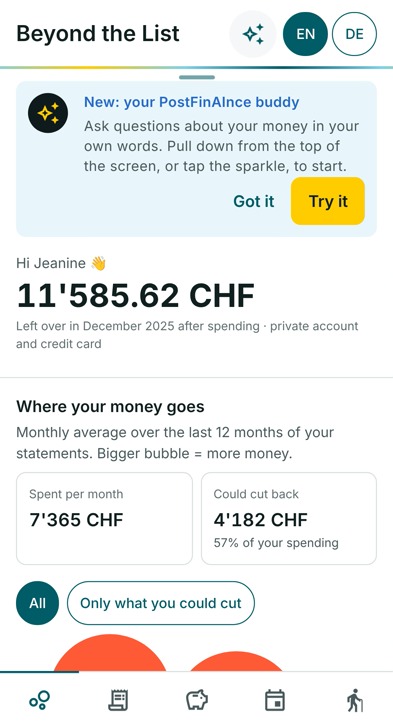 Beyond the List
EN
DE
New: your PostFinAInce buddy
Ask questions about your money in your
own words. Pull down from the top of
the screen, or tap the sparkle, to start.
Got it
Try it
Hi Jeanine 👋
11'585.62 CHF
Left over in December 2025 after spending · private account
and credit card
Where your money goes
Monthly average over the last 12 months of your
statements. Bigger bubble = more money.
Spent per month
7'365 CHF
Could cut back
4'182 CHF
57% of your spending
All
Only what you could cut